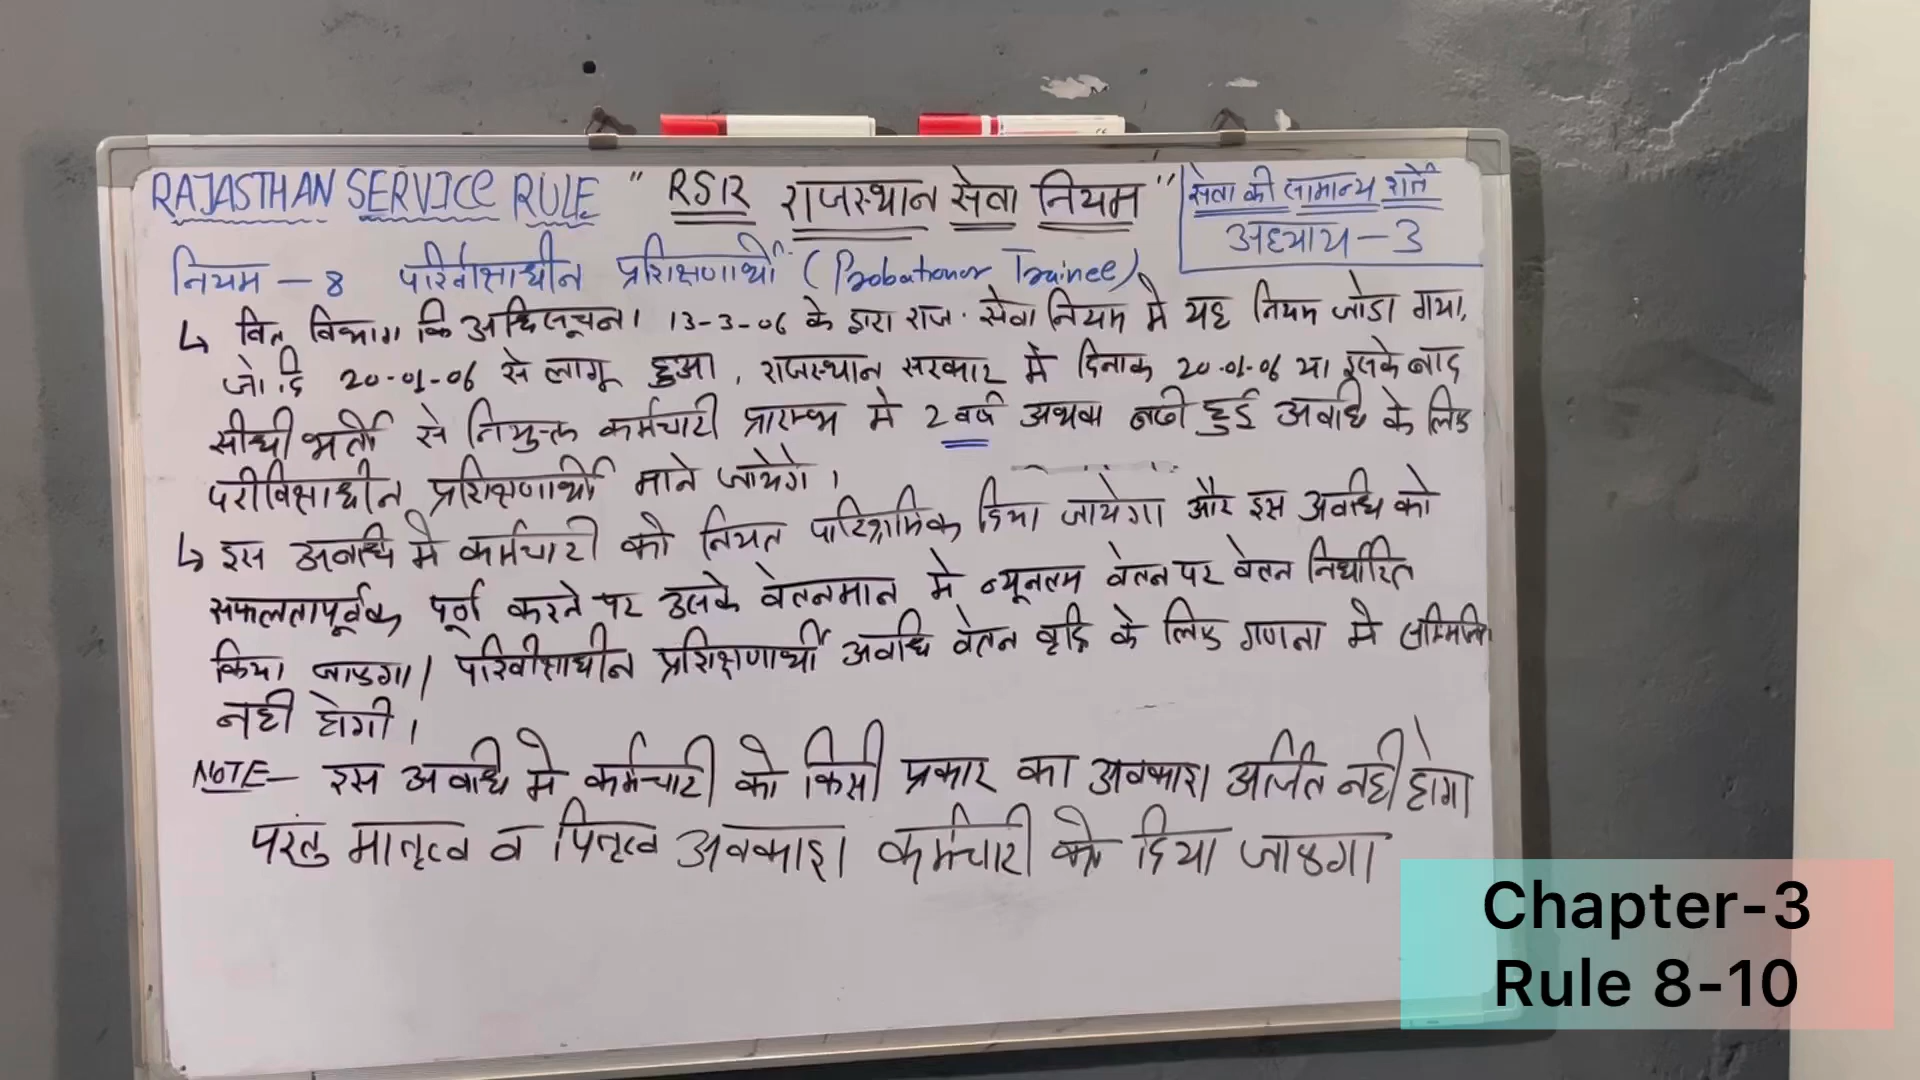 RAJASTHAN SERVICE RULE " RSR राजस्थान सेवा नियम "
सेवा की सामान्य शर्ते
अध्याय - 3
नियम - 8 परिवीक्षाधीन प्रशिक्षणार्थी (Probationer Trainee)
↳ वित्त विभाग कि अधिसूचना 13-3-06 के द्वारा राज. सेवा नियम मे यह नियम जोडा गया,
जो दि 20-01-06 से लागू हुआ, राजस्थान सरकार मे दिनाक 20-01-06 या इसके बाद
सीधी भर्ती से नियुक्त कर्मचारी प्रारम्भ मे 2 वर्ष अथवा बढी हुई अवधि के लिए
परीविक्षाधीन प्रशिक्षणार्थी माने जायेगे।
↳ इस अवधि मे कर्मचारी को नियत पारिश्रामिक दिया जायेगा और इस अवधि को
सफलतापूर्वक पूर्ण करने पर उसके वेतनमान मे न्यूनतम वेतन पर वेतन निर्धारित
किया जाएगा। परिवीक्षाधीन प्रशिक्षणार्थी अवधि वेतन वृद्धि के लिए गणना मे सम्मिलित
नही होगी।
NOTE- इस अवधि मे कर्मचारी को किसी प्रकार का अवकाश अर्जित नही होगा
परंतु मातृत्व व पितृत्व अवकाश कर्मचारी को दिया जाएगा
Chapter-3
Rule 8-10